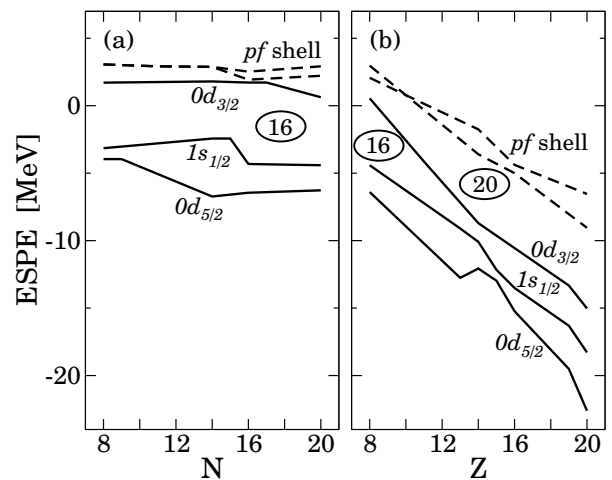 (a)
pf shell
0d3/2
16
1s1/2
0d5/2
(b)
pf shell
16
20
0d3/2
1s1/2
0d5/2
ESPE [MeV]
0
-10
-20
8 12 16 20
8 12 16 20
N
Z